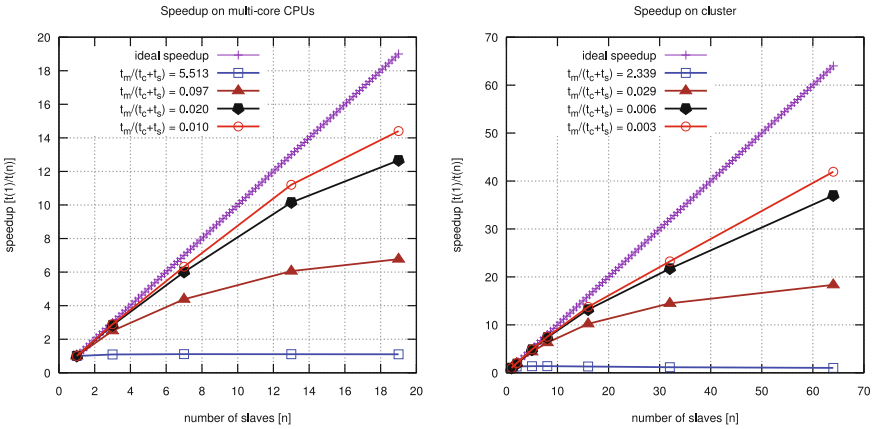 Speedup on multi-core CPUs
20
18
16
14
12
10
8
6
4
2
0
speedup [t(1)/t(n)]
ideal speedup
tm/(tc+ts) = 5.513
tm/(tc+ts) = 0.097
tm/(tc+ts) = 0.020
tm/(tc+ts) = 0.010
0 2 4 6 8 10 12 14 16 18 20
number of slaves [n]
Speedup on cluster
70
60
50
40
30
20
10
0
speedup [t(1)/t(n)]
ideal speedup
tm/(tc+ts) = 2.339
tm/(tc+ts) = 0.029
tm/(tc+ts) = 0.006
tm/(tc+ts) = 0.003
0 10 20 30 40 50 60 70
number of slaves [n]